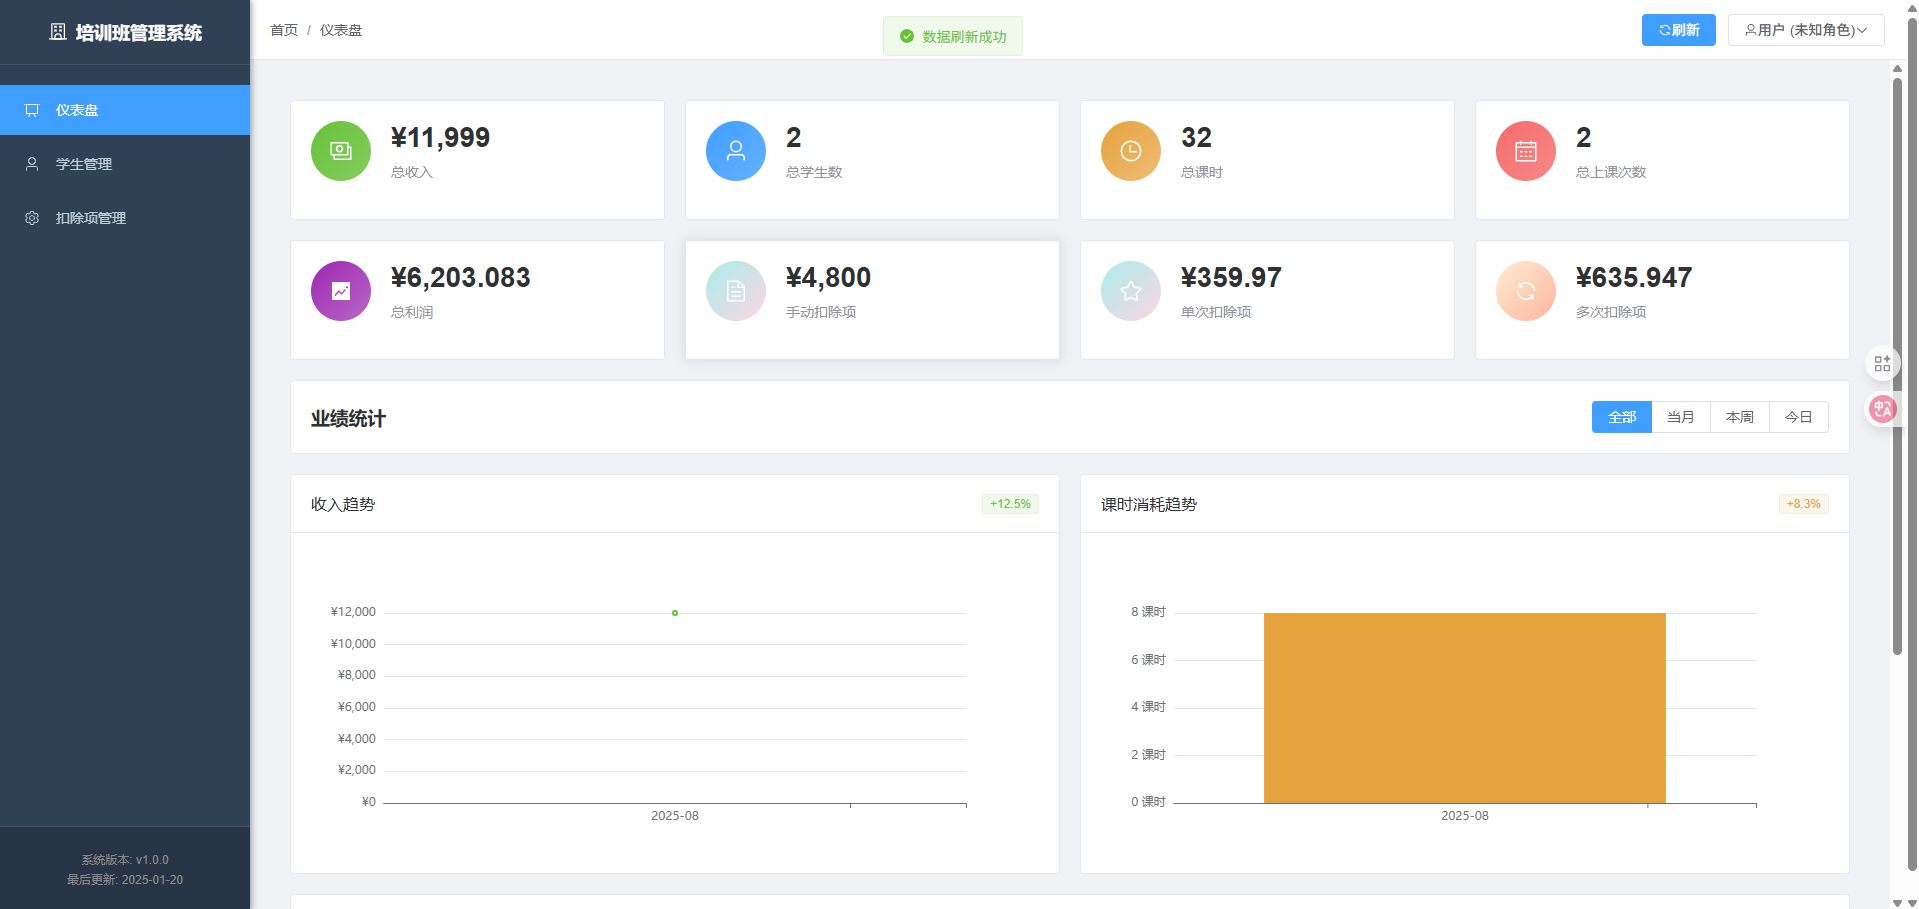 培训班管理系统
首页 / 仪表盘
数据刷新成功
刷新
用户 (未知角色)
仪表盘
学生管理
扣除项管理
¥11,999
总收入
2
总学生数
32
总课时
2
总上课次数
¥6,203.083
总利润
¥4,800
手动扣除项
¥359.97
单次扣除项
¥635.947
多次扣除项
业绩统计
全部
当月
本周
今日
收入趋势
+12.5%
¥12,000
¥10,000
¥8,000
¥6,000
¥4,000
¥2,000
¥0
2025-08
课时消耗趋势
+8.3%
8 课时
6 课时
4 课时
2 课时
0 课时
2025-08
中A
系统版本: v1.0.0
最后更新: 2025-01-20